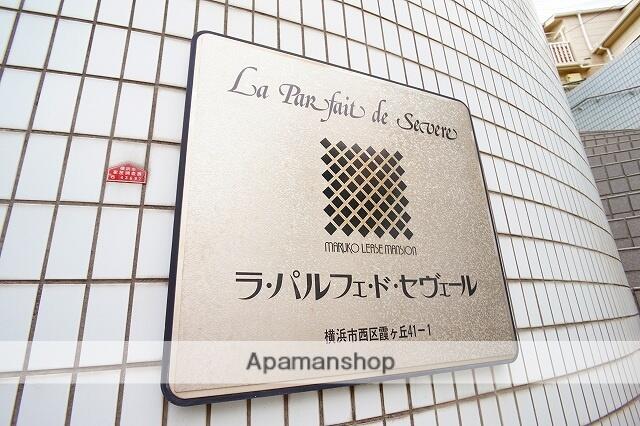 La Parfait de Severe
MARUKO LEASE MANSION
ラ・パルフェ・ド・セヴェール
横浜市西区霞ヶ丘41-1
Apamanshop